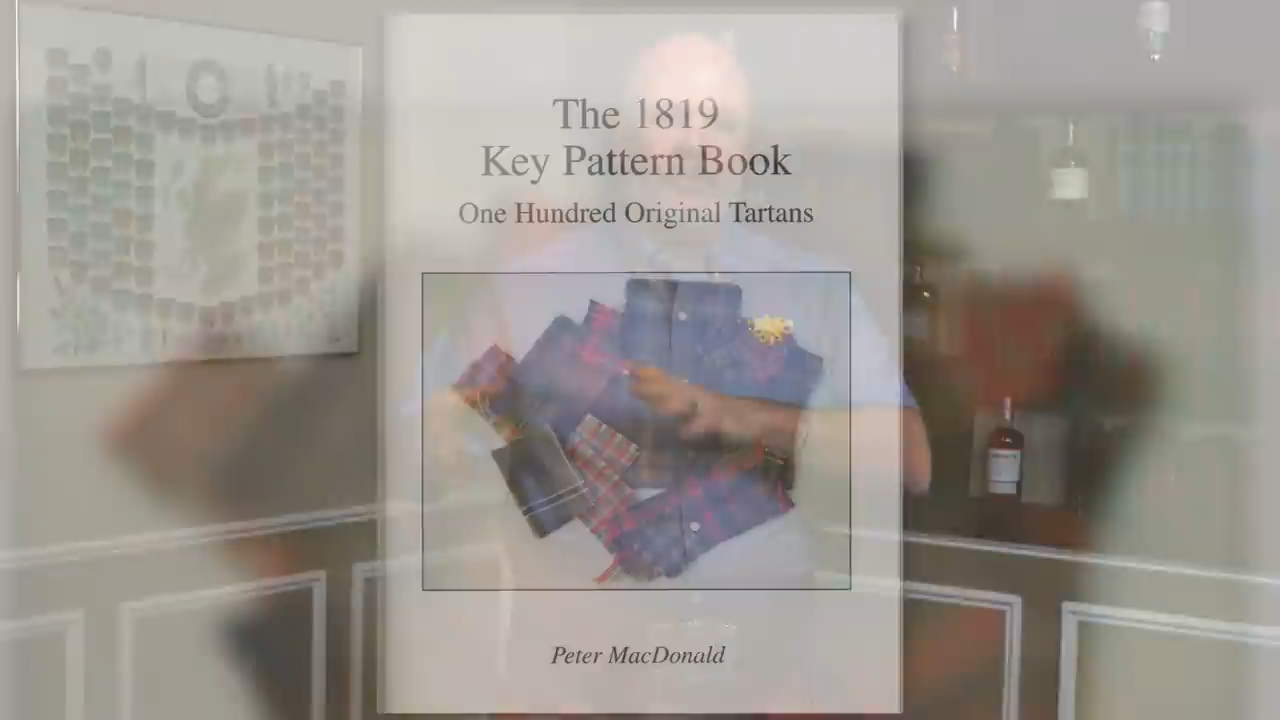 The 1819
Key Pattern Book
One Hundred Original Tartans
Peter MacDonald